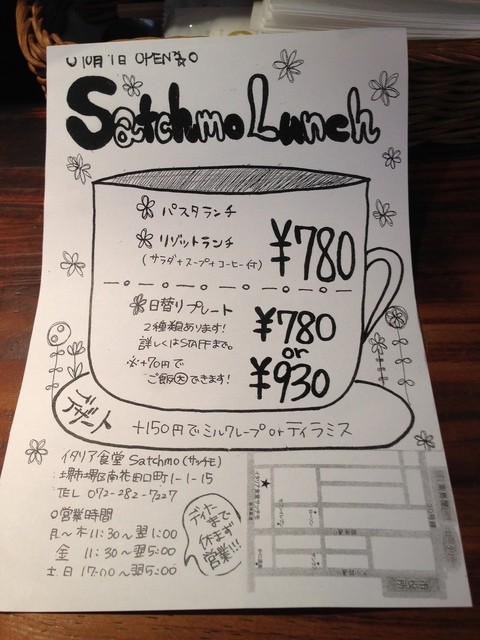 10月1日 OPEN
Satchmo Lunch
パスタランチ
リゾットランチ
(サラダ+スープ+コーヒー付)
¥780
日替りプレート
2種類あります!
詳しくはSTAFFまで。
※+70円で
ご飯大できます!
¥780
or
¥930
デザート
+150円でミルクレープorティラミス
イタリア食堂 Satchmo(サッチモ)
堺市堺区南花田口町1-1-15
TEL 072-282-7227
営業時間
月~木 11:30~翌1:00
金 11:30~翌5:00
土日 17:00~翌5:00
ディナーまで
休まず
営業!!!